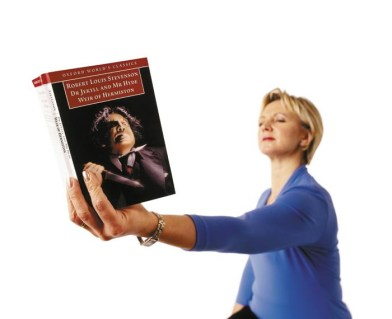 OXFORD WORLD'S CLASSICS
ROBERT LOUIS STEVENSON
DR JEKYLL AND MR HYDE
WEIR OF HERMISTON